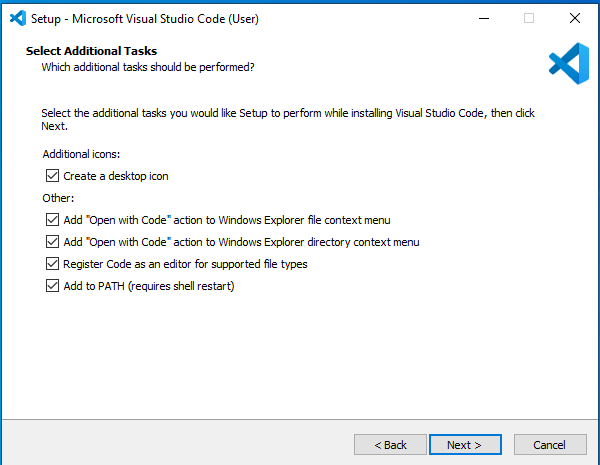 Setup - Microsoft Visual Studio Code (User)
Select Additional Tasks
Which additional tasks should be performed?
Select the additional tasks you would like Setup to perform while installing Visual Studio Code, then click
Next.
Additional icons:
Create a desktop icon
Other:
Add "Open with Code" action to Windows Explorer file context menu
Add "Open with Code" action to Windows Explorer directory context menu
Register Code as an editor for supported file types
Add to PATH (requires shell restart)
< Back Next > Cancel